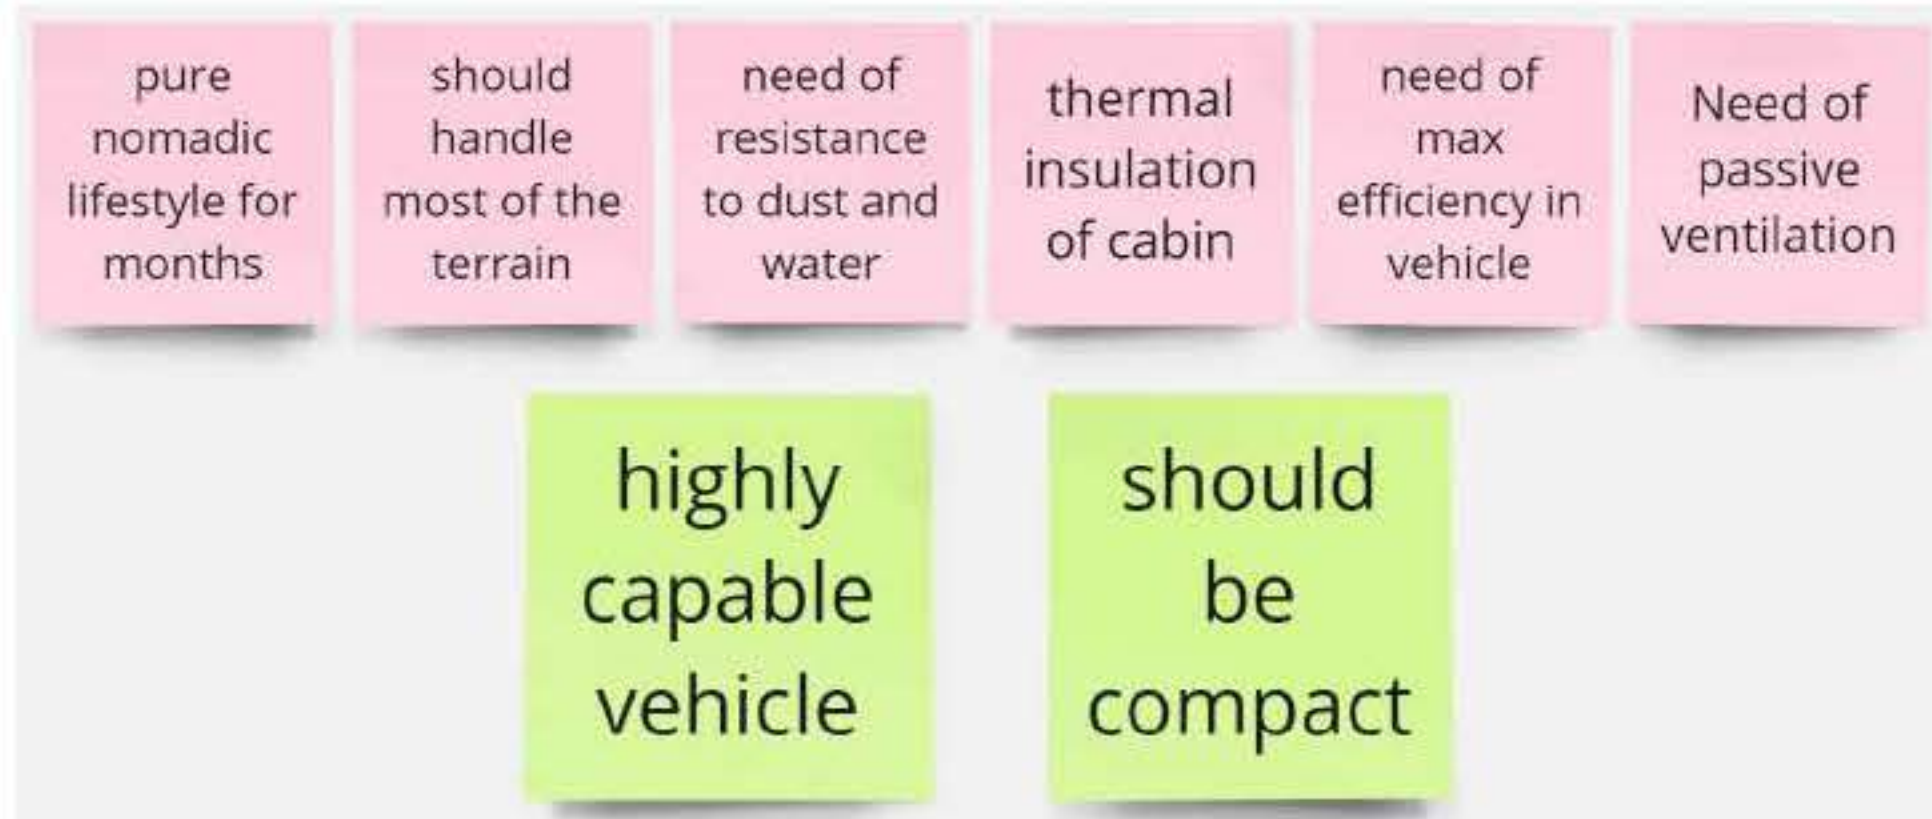 pure
nomadic
lifestyle for
months
should
handle
most of the
terrain
need of
resistance
to dust and
water
thermal
insulation
of cabin
need of
max
efficiency in
vehicle
Need of
passive
ventilation
highly
capable
vehicle
should
be
compact